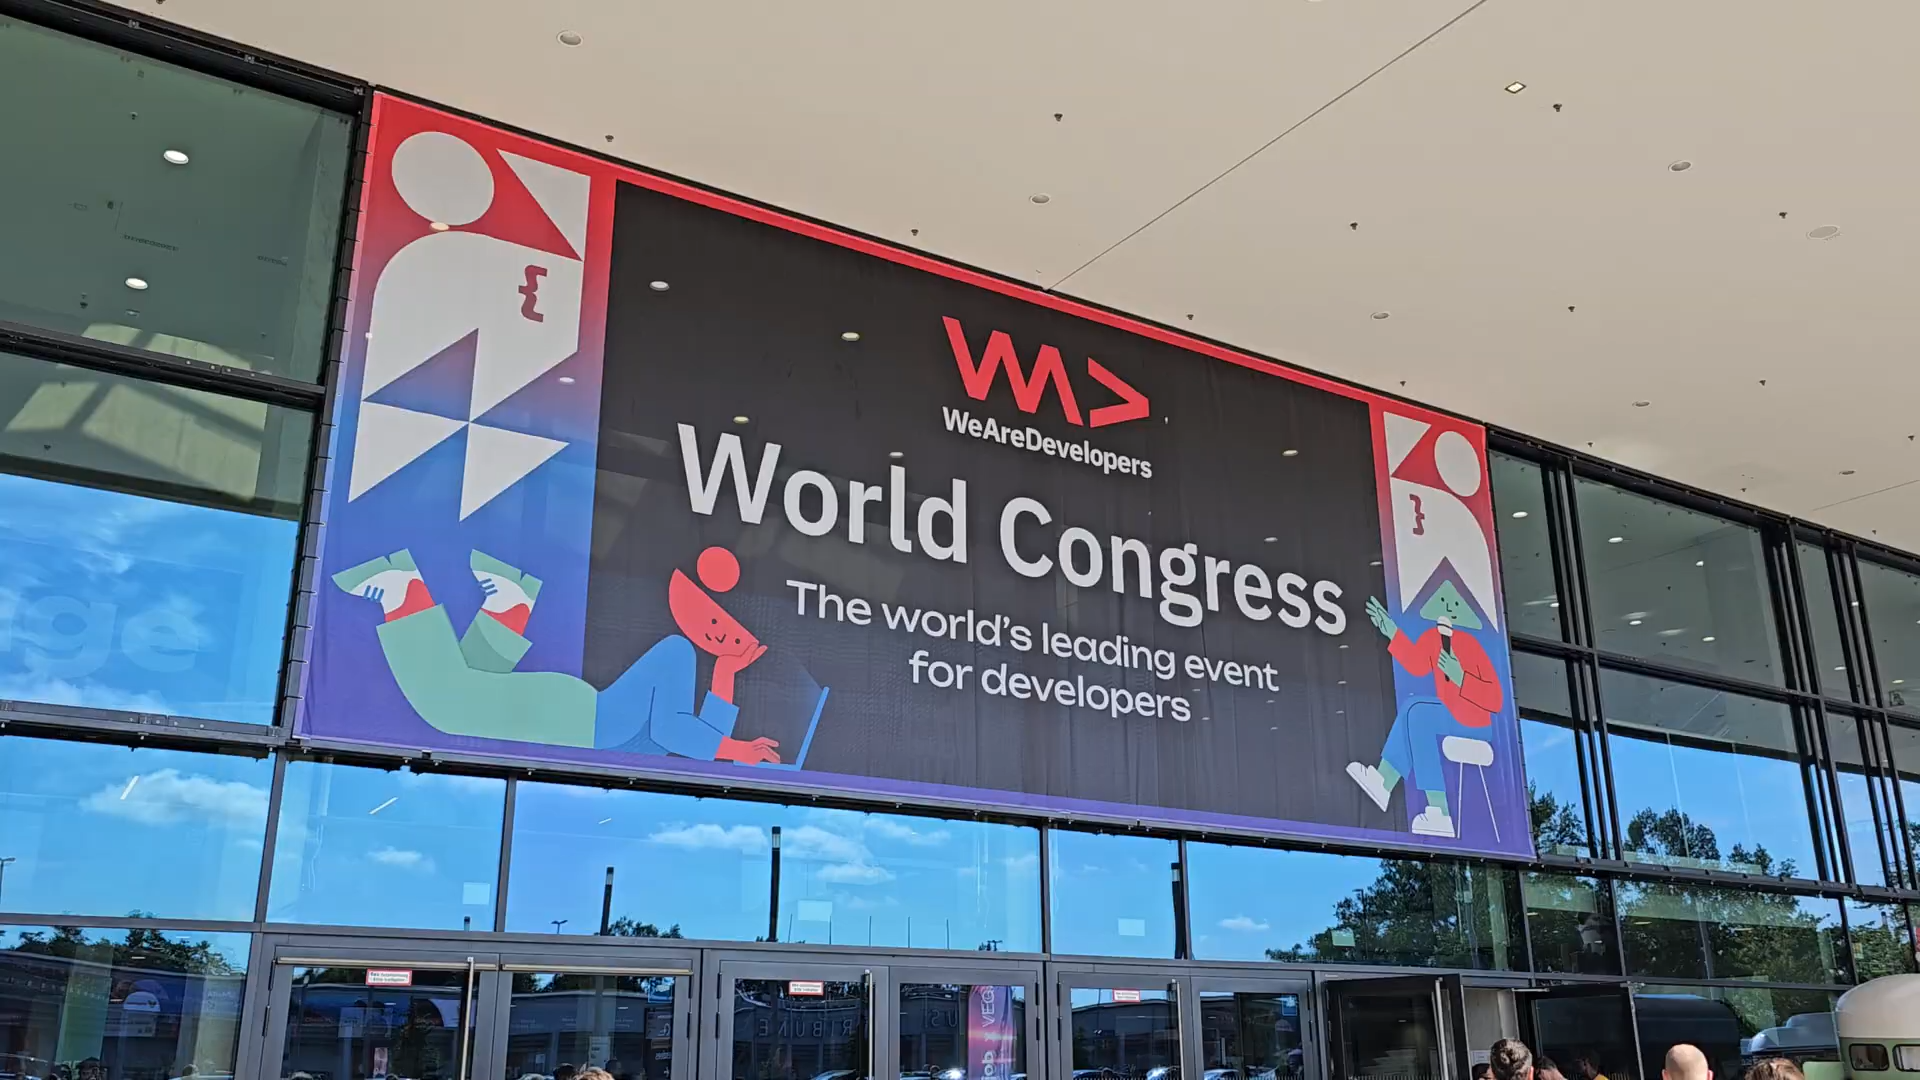 WeAreDevelopers
World Congress
The world's leading event
for developers